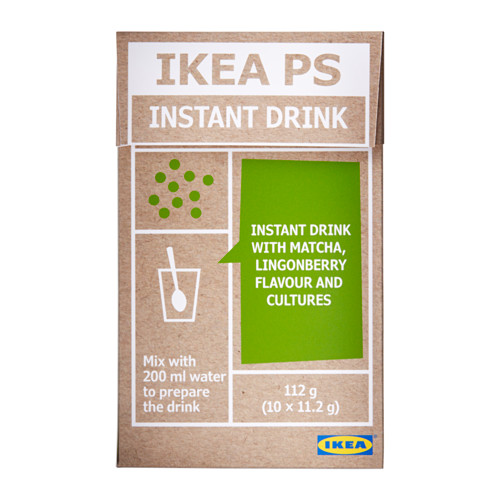 IKEA PS
INSTANT DRINK
INSTANT DRINK
WITH MATCHA,
LINGONBERRY
FLAVOUR AND
CULTURES
Mix with
200 ml water
to prepare
the drink
112 g
(10 × 11.2 g)
IKEA